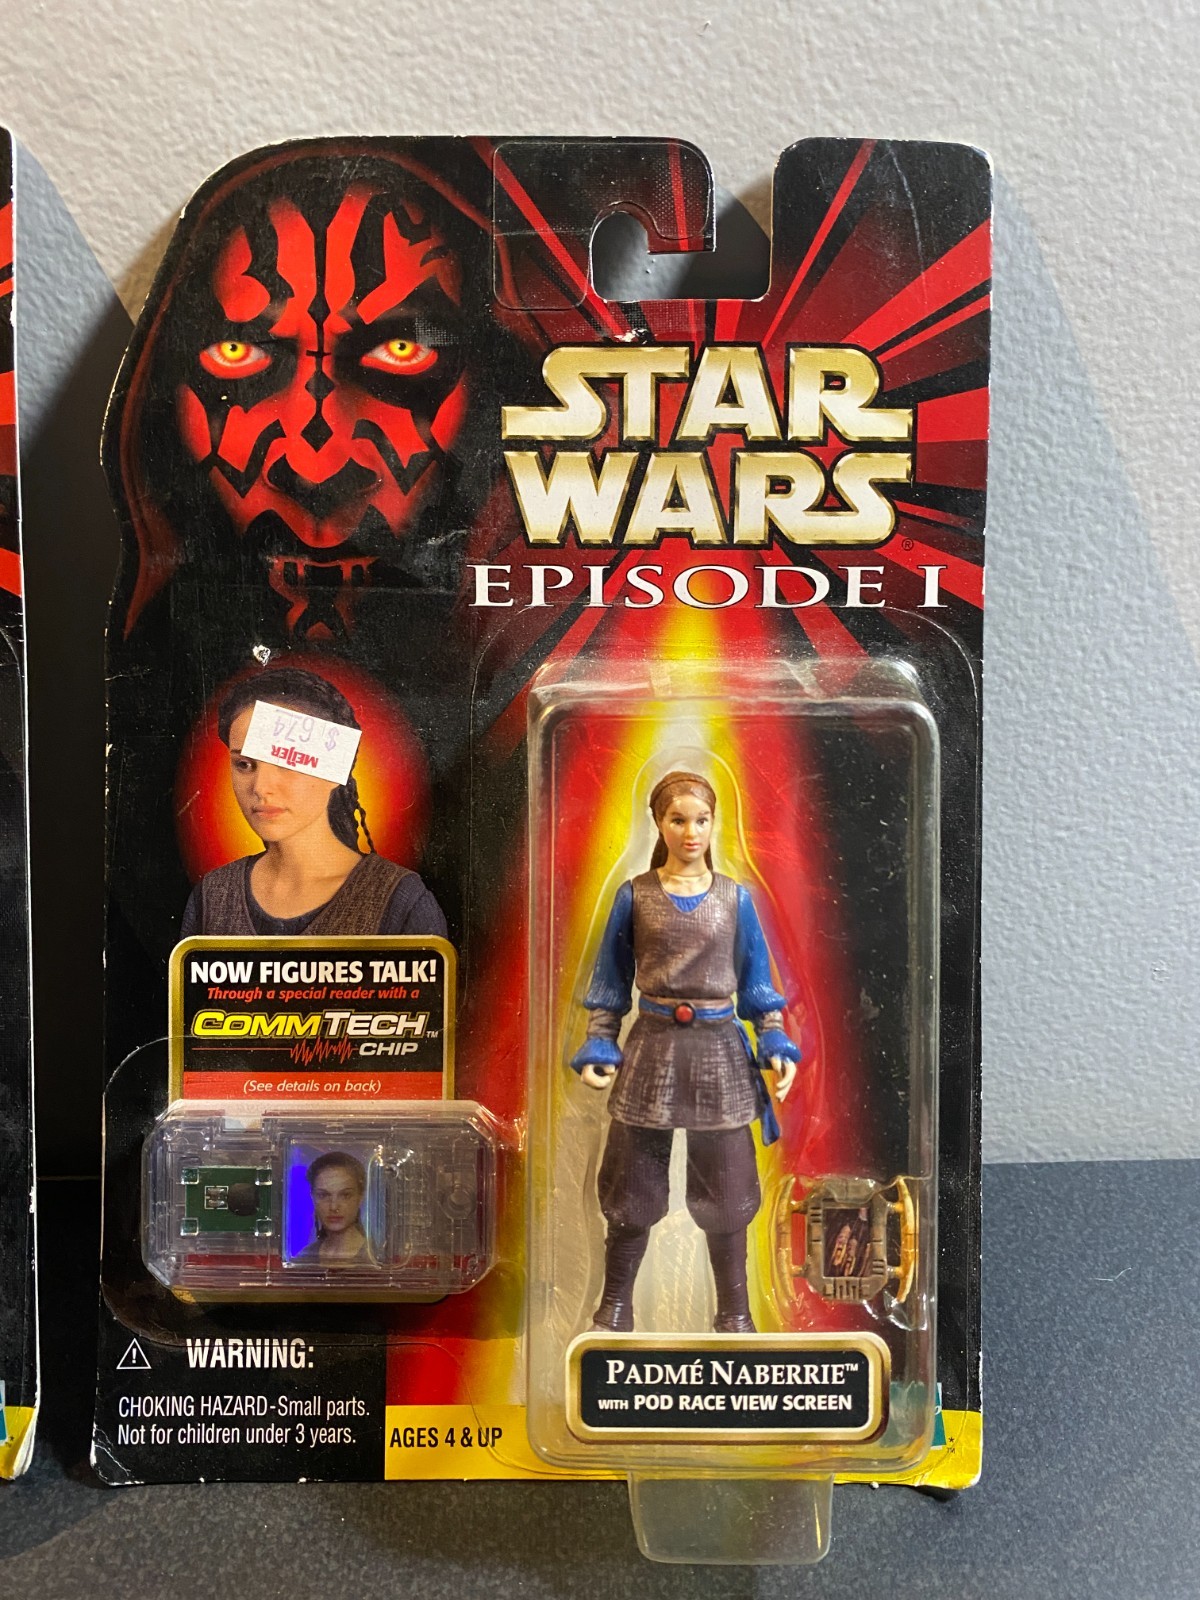 STAR
WARS®
EPISODE I
MEIJER
$ 6.74
NOW FIGURES TALK!
Through a special reader with a
COMMTECH™
CHIP
(See details on back)
WARNING:
CHOKING HAZARD-Small parts.
Not for children under 3 years.
AGES 4 & UP
PADMÉ NABERRIE™
WITH POD RACE VIEW SCREEN